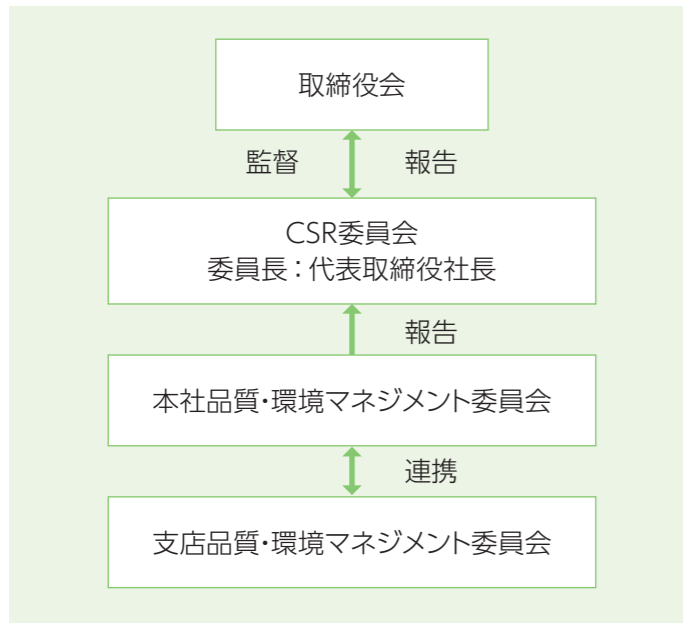 取締役会
監督
報告
CSR委員会
委員長：代表取締役社長
報告
本社品質・環境マネジメント委員会
連携
支店品質・環境マネジメント委員会